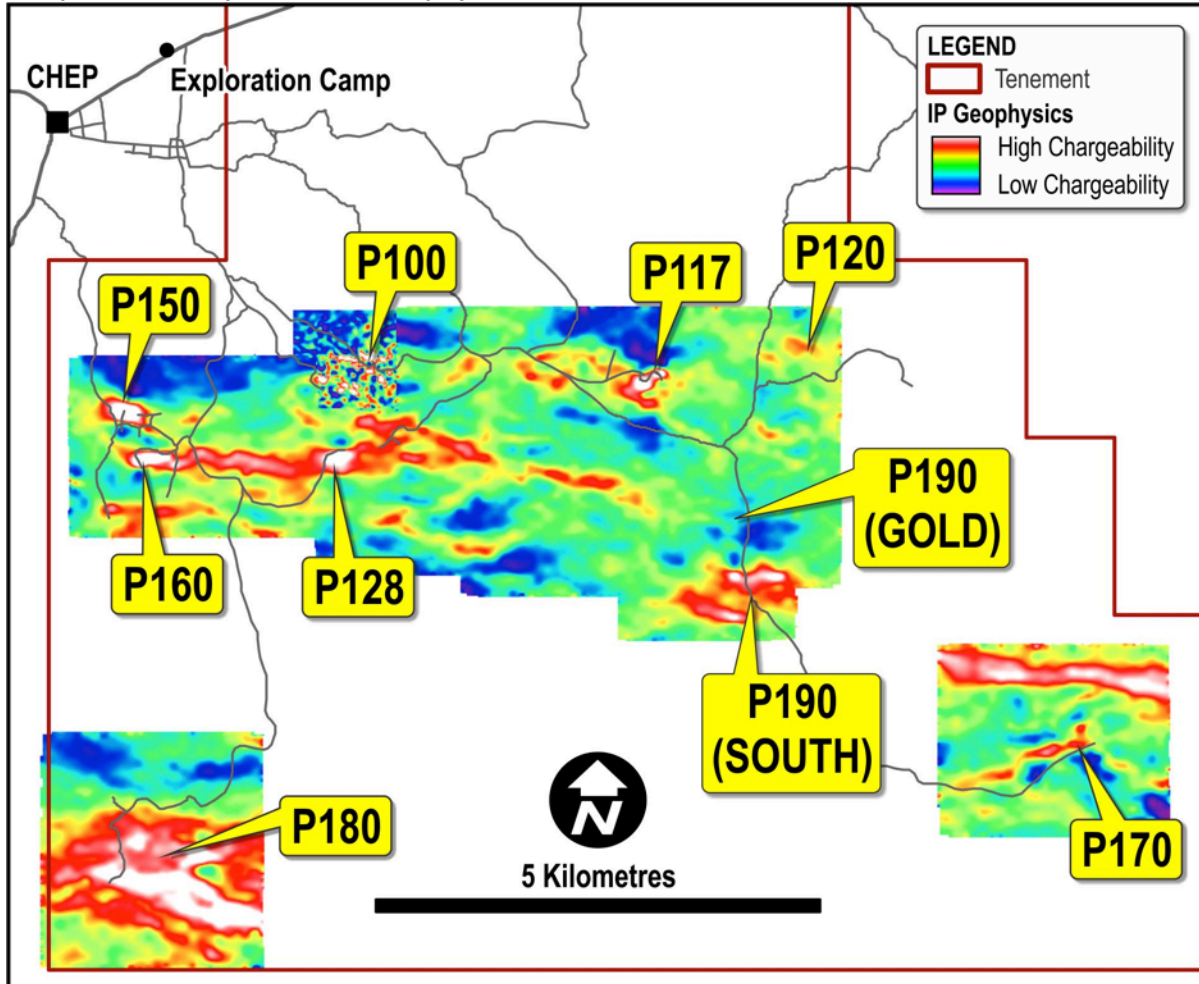 CHEP
Exploration Camp
LEGEND
Tenement
IP Geophysics
High Chargeability
Low Chargeability
P100
P117
P120
P150
P190
(GOLD)
P160
P128
P190
(SOUTH)
P180
N
P170
5 Kilometres